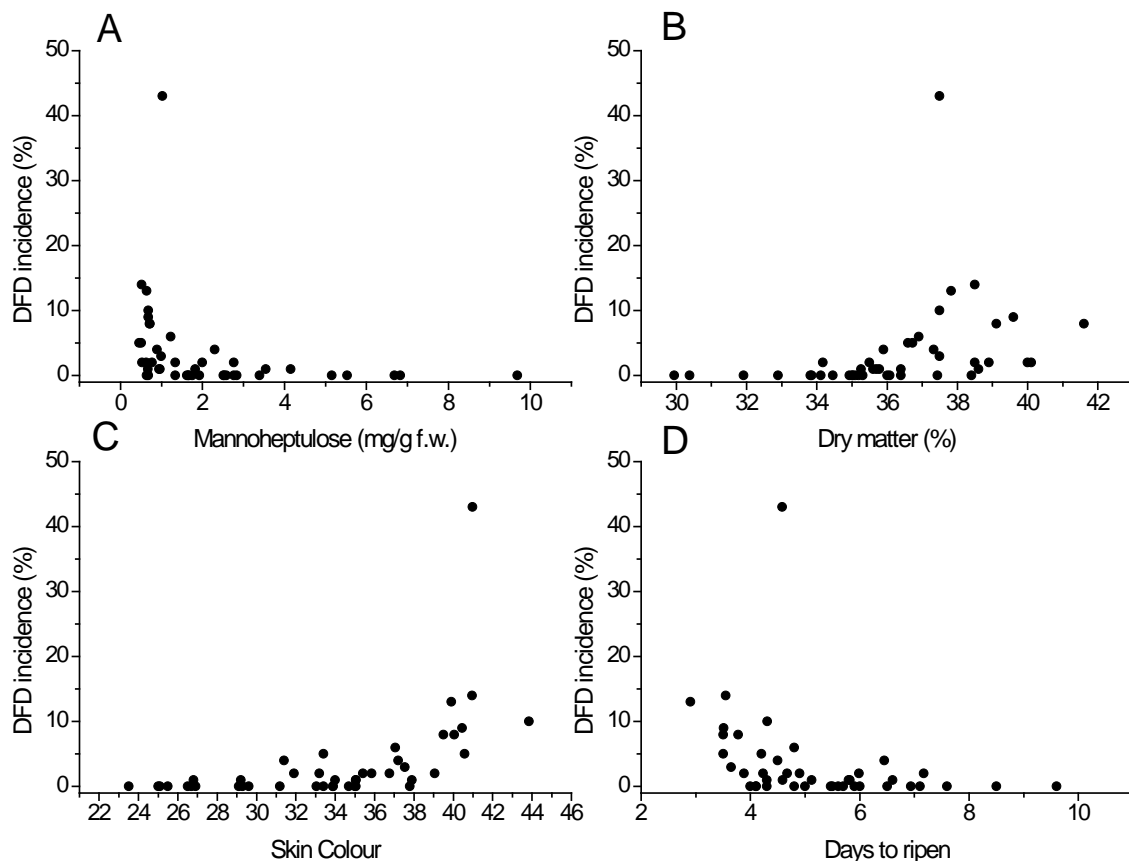 A
DFD incidence (%)
50
40
30
20
10
0
0 2 4 6 8 10
Mannoheptulose (mg/g f.w.)
B
DFD incidence (%)
50
40
30
20
10
0
30 32 34 36 38 40 42
Dry matter (%)
C
DFD incidence (%)
50
40
30
20
10
0
22 24 26 28 30 32 34 36 38 40 42 44 46
Skin Colour
D
DFD incidence (%)
50
40
30
20
10
0
2 4 6 8 10
Days to ripen